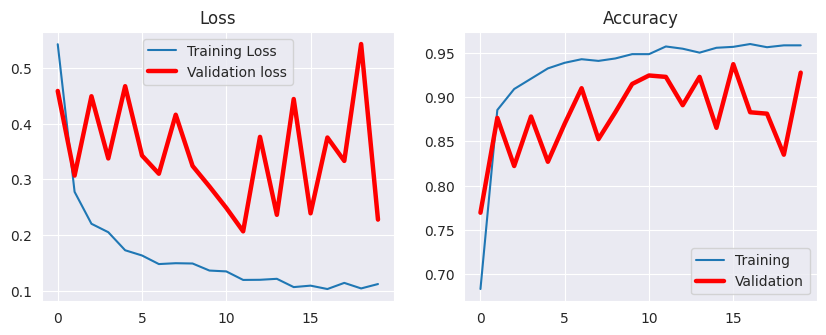 Loss
Training Loss
Validation loss
0.5
0.4
0.3
0.2
0.1
0 5 10 15
Accuracy
0.95
0.90
0.85
0.80
0.75
0.70
Training
Validation
0 5 10 15